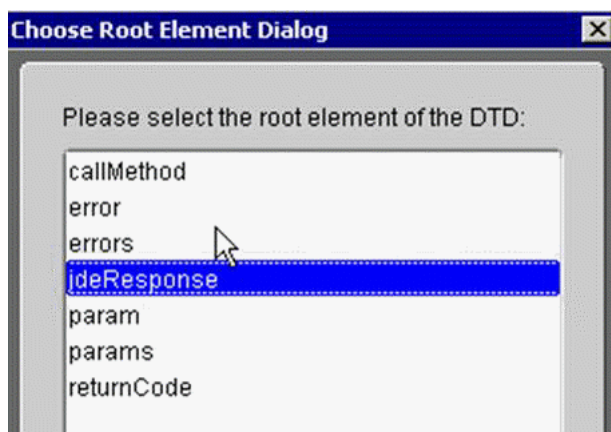 Choose Root Element Dialog
Please select the root element of the DTD:
callMethod
error
errors
jdeResponse
param
params
returnCode